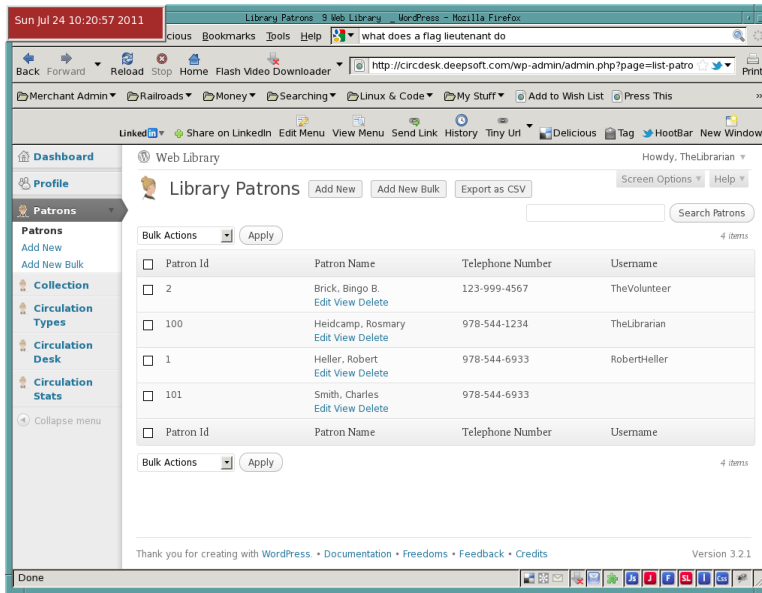 Sun Jul 24 10:20:57 2011
Library Patrons 9 Web Library _ WordPress - Mozilla Firefox
Bookmarks Tools Help what does a flag lieutenant do
Back Forward Reload Stop Home Flash Video Downloader http://circdesk.deepsoft.com/wp-admin/admin.php?page=list-patro Print
Merchant Admin Railroads Money Searching Linux & Code My Stuff Add to Wish List Press This »
Linked in Share on LinkedIn Edit Menu View Menu Send Link History Tiny Url Delicious Tag HootBar New Window
Dashboard
Profile
Patrons
Patrons
Add New
Add New Bulk
Collection
Circulation
Types
Circulation
Desk
Circulation
Stats
Collapse menu
Web Library Howdy, TheLibrarian
Screen Options Help
Library Patrons Add New Add New Bulk Export as CSV
Search Patrons
Bulk Actions Apply 4 items
Patron Id Patron Name Telephone Number Username
2 Brick, Bingo B. 123-999-4567 TheVolunteer
Edit View Delete
100 Heidcamp, Rosmary 978-544-1234 TheLibrarian
Edit View Delete
1 Heller, Robert 978-544-6933 RobertHeller
Edit View Delete
101 Smith, Charles 978-544-6933
Edit View Delete
Patron Id Patron Name Telephone Number Username
Bulk Actions Apply 4 items
Thank you for creating with WordPress. • Documentation • Freedoms • Feedback • Credits Version 3.2.1
Done Js J F SL I Css